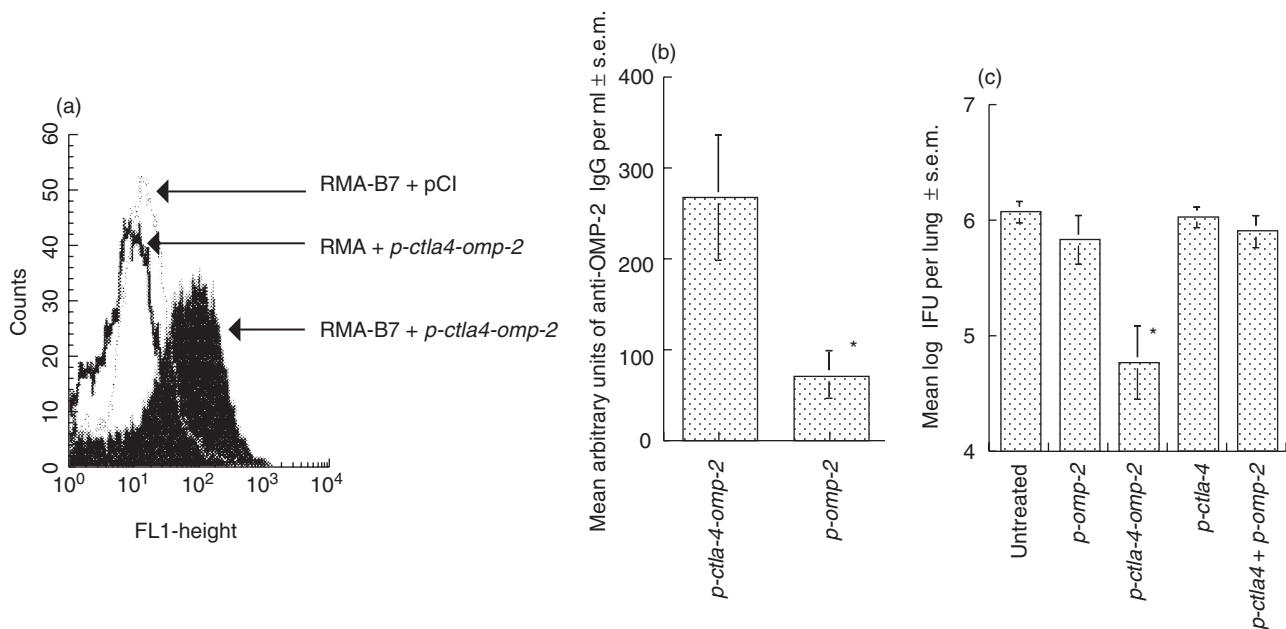 (a)
Counts
60
50
40
30
20
10
0
10^0
10^1
10^2
10^3
10^4
FL1-height
RMA-B7 + pCI
RMA + p-ctla4-omp-2
RMA-B7 + p-ctla4-omp-2
(b)
Mean arbitrary units of anti-OMP-2 IgG per ml ± s.e.m.
400
300
200
100
0
*
p-ctla-4-omp-2
p-omp-2
(c)
Mean log IFU per lung ± s.e.m.
7
6
5
4
*
Untreated
p-omp-2
p-ctla-4-omp-2
p-ctla-4
p-ctla4 + p-omp-2